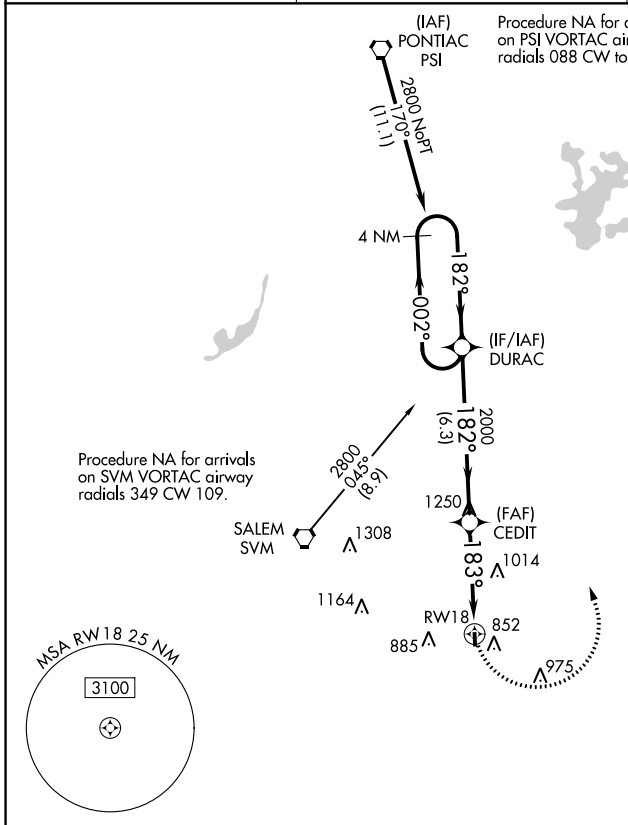 (IAF)
PONTIAC
PSI
Procedure NA for
on PSI VORTAC
radials 088 CW to
2800 NoPT
170°
(11.1)
4 NM
182°
002°
(IF/IAF)
DURAC
2000
182°
(6.3)
2800
045°
(8.9)
Procedure NA for arrivals
on SVM VORTAC airway
radials 349 CW 109.
SALEM
SVM
1250
(FAF)
CEDIT
1308
183°
1014
1164
RW18
852
885
975
MSA RW18 25 NM
3100